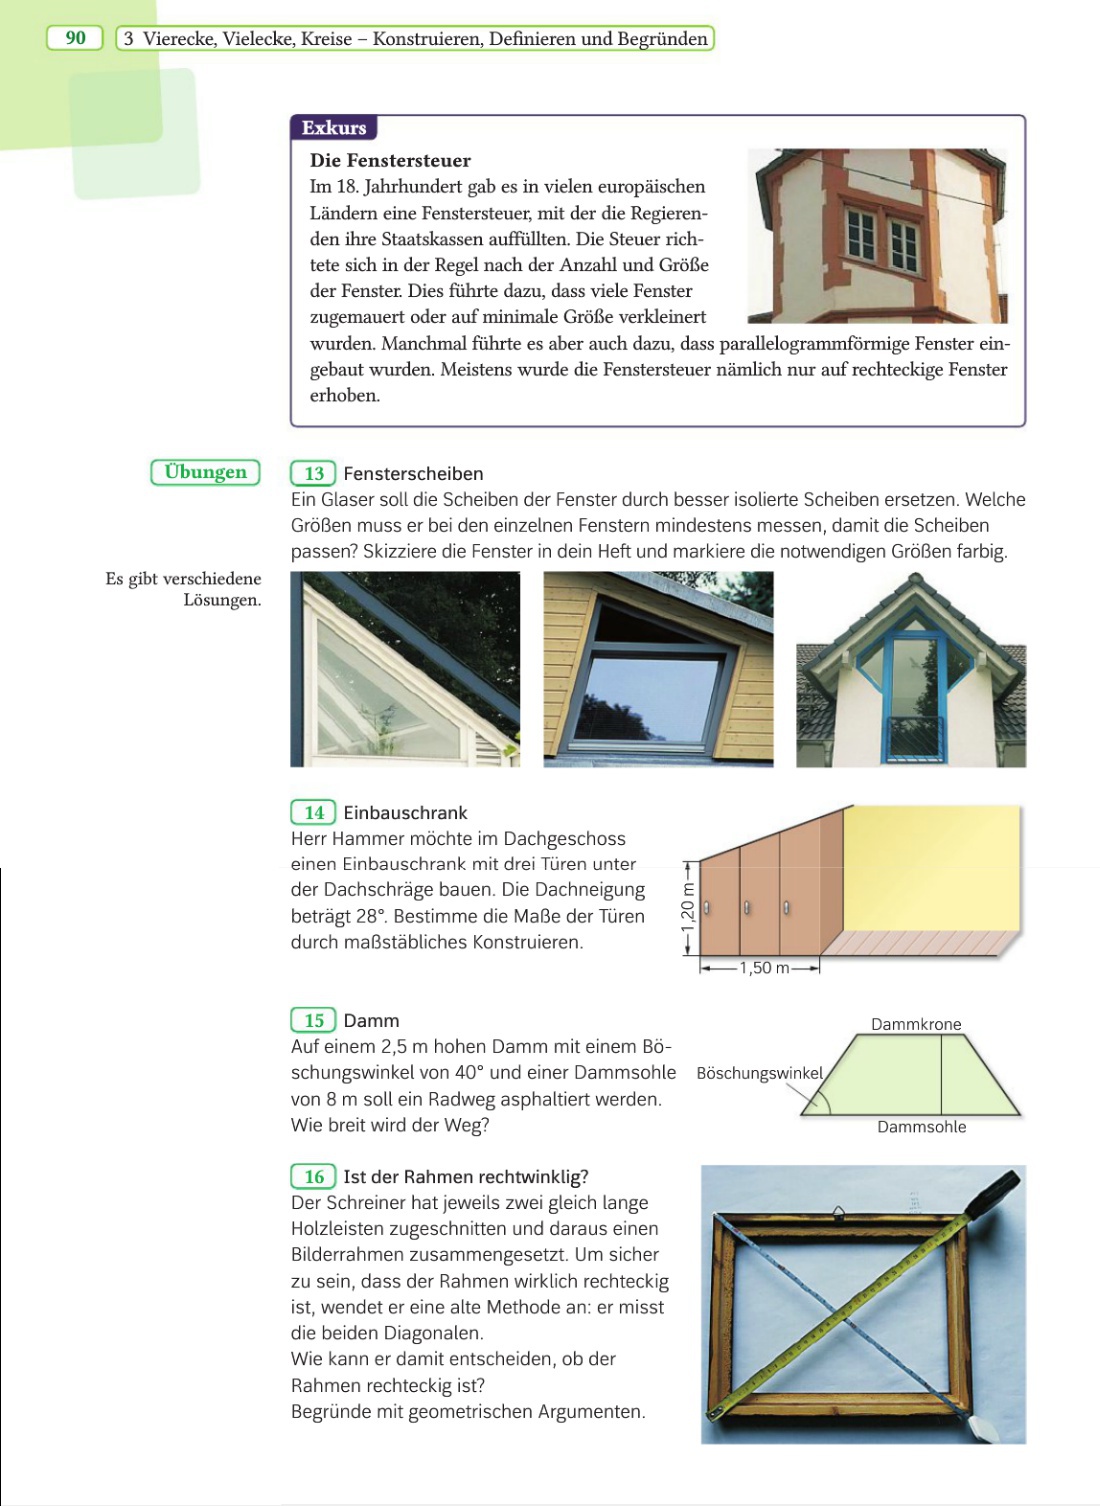 90
3 Vierecke, Vielecke, Kreise – Konstruieren, Definieren und Begründen
Exkurs
Die Fenstersteuer
Im 18. Jahrhundert gab es in vielen europäischen
Ländern eine Fenstersteuer, mit der die Regieren-
den ihre Staatskassen auffüllten. Die Steuer rich-
tete sich in der Regel nach der Anzahl und Größe
der Fenster. Dies führte dazu, dass viele Fenster
zugemauert oder auf minimale Größe verkleinert
wurden. Manchmal führte es aber auch dazu, dass parallelogrammförmige Fenster ein-
gebaut wurden. Meistens wurde die Fenstersteuer nämlich nur auf rechteckige Fenster
erhoben.
Übungen
13 Fensterscheiben
Ein Glaser soll die Scheiben der Fenster durch besser isolierte Scheiben ersetzen. Welche
Größen muss er bei den einzelnen Fenstern mindestens messen, damit die Scheiben
passen? Skizziere die Fenster in dein Heft und markiere die notwendigen Größen farbig.
Es gibt verschiedene
Lösungen.
14 Einbauschrank
Herr Hammer möchte im Dachgeschoss
einen Einbauschrank mit drei Türen unter
der Dachschräge bauen. Die Dachneigung
beträgt 28°. Bestimme die Maße der Türen
durch maßstäbliches Konstruieren.
1,20 m
1,50 m
15 Damm
Auf einem 2,5 m hohen Damm mit einem Bö-
schungswinkel von 40° und einer Dammsohle
von 8 m soll ein Radweg asphaltiert werden.
Wie breit wird der Weg?
Dammkrone
Böschungswinkel
Dammsohle
16 Ist der Rahmen rechtwinklig?
Der Schreiner hat jeweils zwei gleich lange
Holzleisten zugeschnitten und daraus einen
Bilderrahmen zusammengesetzt. Um sicher
zu sein, dass der Rahmen wirklich rechteckig
ist, wendet er eine alte Methode an: er misst
die beiden Diagonalen.
Wie kann er damit entscheiden, ob der
Rahmen rechteckig ist?
Begründe mit geometrischen Argumenten.